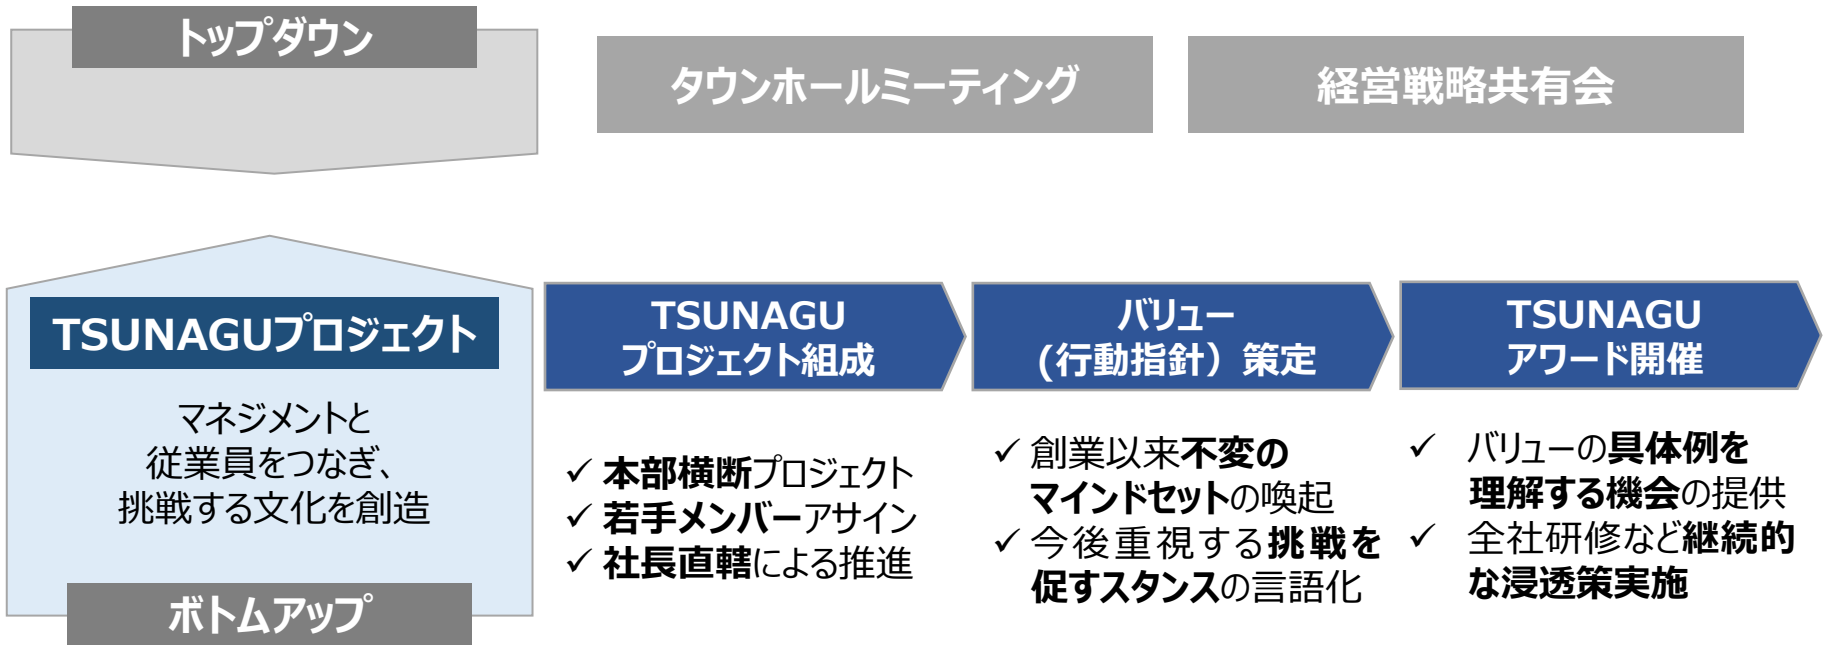 トップダウン
タウンホールミーティング
経営戦略共有会
TSUNAGUプロジェクト
マネジメントと
従業員をつなぎ、
挑戦する文化を創造
ボトムアップ
TSUNAGU
プロジェクト組成
✓ 本部横断プロジェクト
✓ 若手メンバーアサイン
✓ 社長直轄による推進
バリュー
(行動指針）策定
✓ 創業以来不変の
マインドセットの喚起
✓ 今後重視する挑戦を
促すスタンスの言語化
TSUNAGU
アワード開催
✓ バリューの具体例を
理解する機会の提供
✓ 全社研修など継続的
な浸透策実施